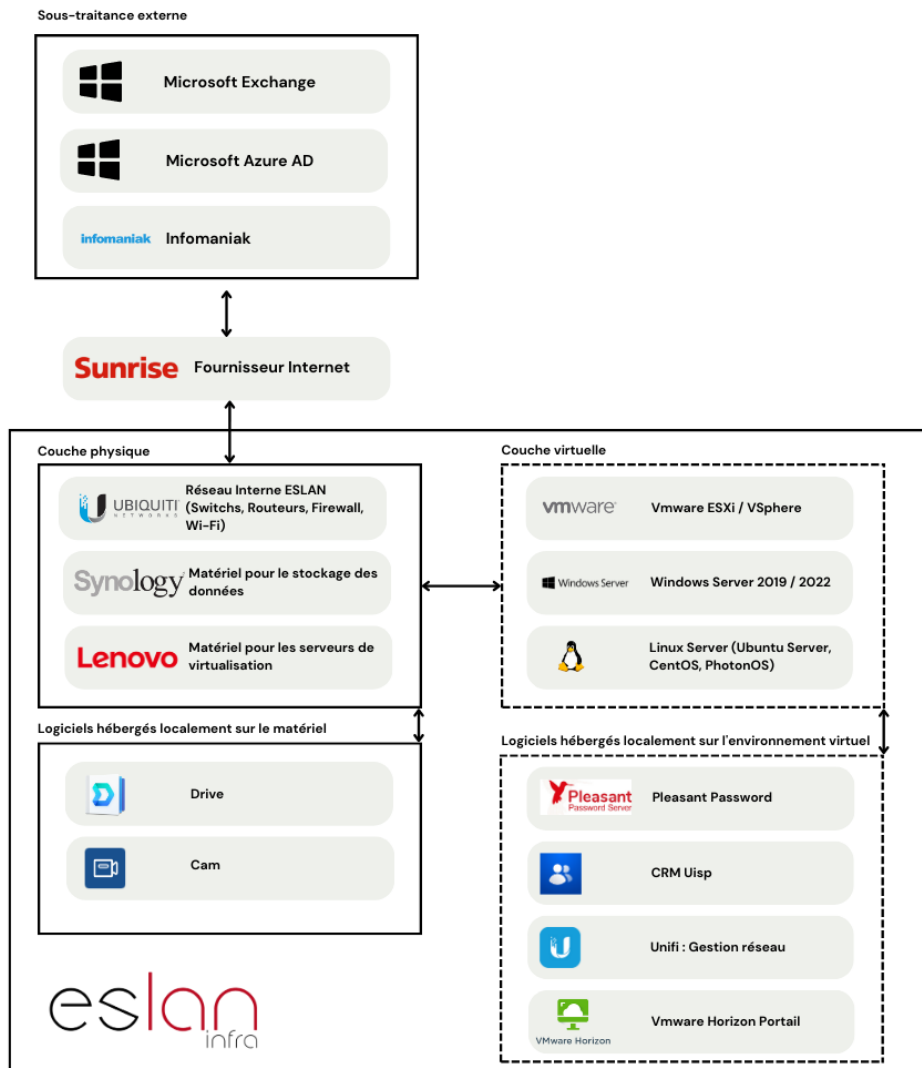 Sous-traitance externe
Microsoft Exchange
Microsoft Azure AD
infomaniak Infomaniak
Sunrise Fournisseur Internet
Couche physique
UBIQUITI
NETWORKS
Réseau Interne ESLAN
(Switchs, Routeurs, Firewall,
Wi-Fi)
Synology
Matériel pour le stockage des
données
Lenovo
Matériel pour les serveurs de
virtualisation
Logiciels hébergés localement sur le matériel
Drive
Cam
eslan
infra
Couche virtuelle
vmware Vmware ESXi / VSphere
Windows Server Windows Server 2019 / 2022
Linux Server (Ubuntu Server,
CentOS, PhotonOS)
Logiciels hébergés localement sur l'environnement virtuel
Pleasant
Password Server
Pleasant Password
CRM Uisp
Unifi : Gestion réseau
VMware Horizon
Vmware Horizon Portail